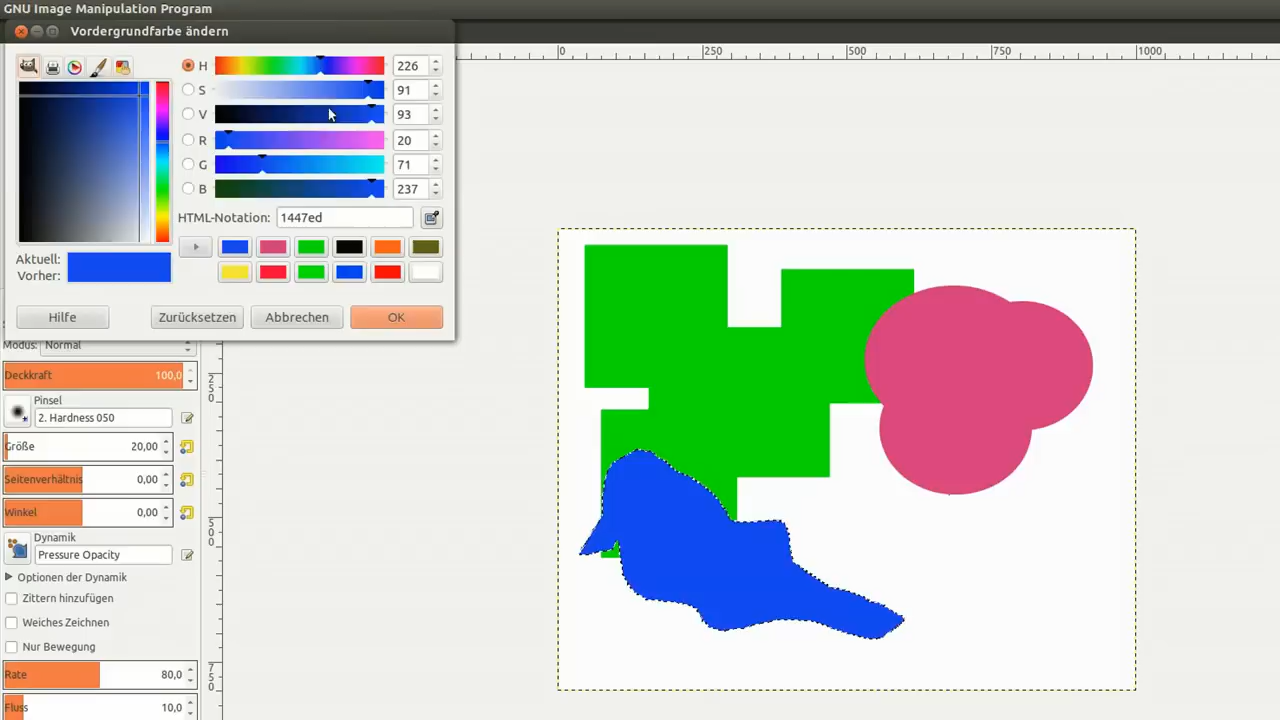 GNU Image Manipulation Program
Vordergrundfarbe ändern
0 250 500 750 1000
H 226
S 91
V 93
R 20
G 71
B 237
HTML-Notation: 1447ed
Aktuell:
Vorher:
Hilfe Zurücksetzen Abbrechen OK
Modus: Normal
Deckkraft 100,0
Pinsel
2. Hardness 050
Größe 20,00
Seitenverhältnis 0,00
Winkel 0,00
Dynamik
Pressure Opacity
Optionen der Dynamik
Zittern hinzufügen
Weiches Zeichnen
Nur Bewegung
Rate 80,0
Fluss 10,0
250
500
750